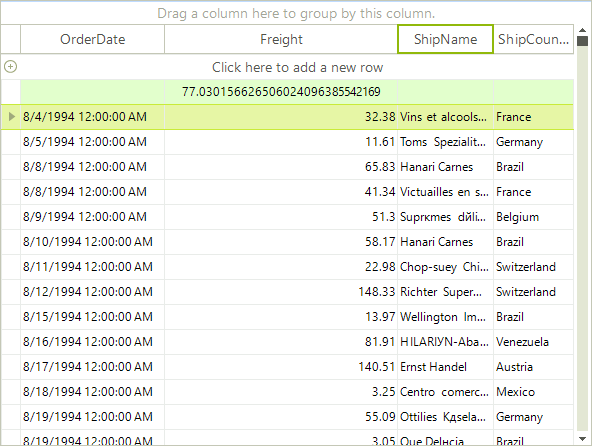 Drag a column here to group by this column.
OrderDate Freight ShipName ShipCoun...
Click here to add a new row
77.030156626506024096385542169
8/4/1994 12:00:00 AM 32.38 Vins et alcools... France
8/5/1994 12:00:00 AM 11.61 Toms Spezialit... Germany
8/8/1994 12:00:00 AM 65.83 Hanari Carnes Brazil
8/8/1994 12:00:00 AM 41.34 Victuailles en s... France
8/9/1994 12:00:00 AM 51.3 Suprкmes dйli... Belgium
8/10/1994 12:00:00 AM 58.17 Hanari Carnes Brazil
8/11/1994 12:00:00 AM 22.98 Chop-suey Chi... Switzerland
8/12/1994 12:00:00 AM 148.33 Richter Super... Switzerland
8/15/1994 12:00:00 AM 13.97 Wellington Im... Brazil
8/16/1994 12:00:00 AM 81.91 HILARIУN-Aba... Venezuela
8/17/1994 12:00:00 AM 140.51 Ernst Handel Austria
8/18/1994 12:00:00 AM 3.25 Centro comerc... Mexico
8/19/1994 12:00:00 AM 55.09 Ottilies Kдsela... Germany
8/19/1994 12:00:00 AM 3.05 Que Delнcia Brazil